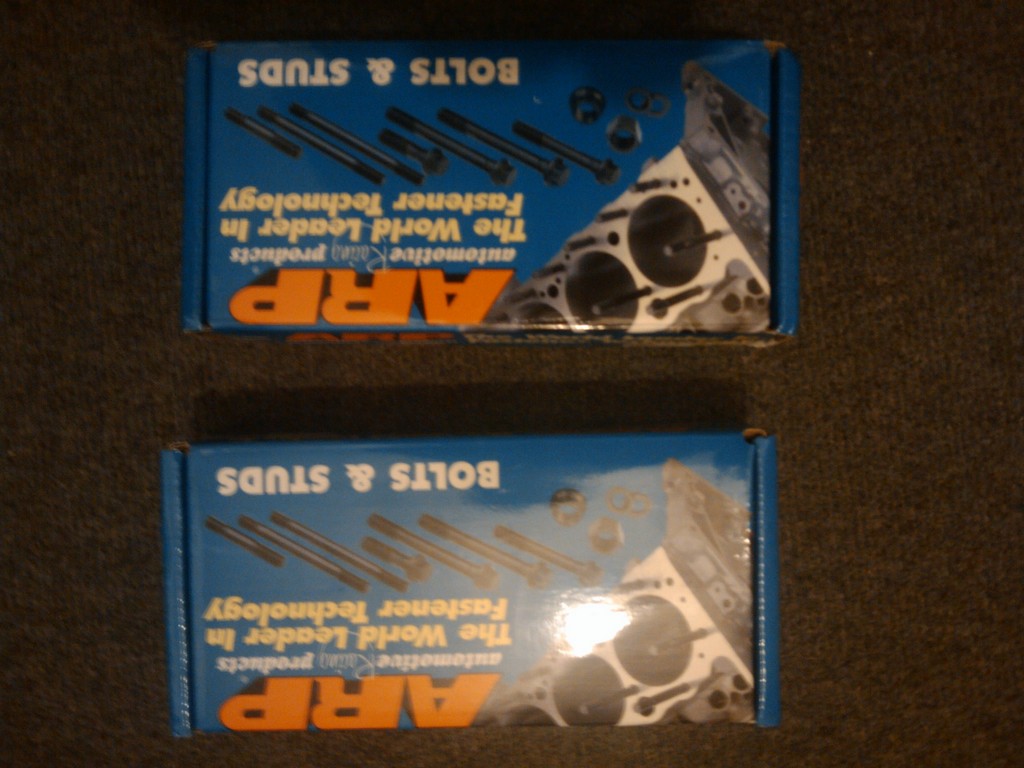 ARP
automotive Racing products
The World Leader In
Fastener Technology
BOLTS & STUDS
ARP
automotive Racing products
The World Leader In
Fastener Technology
BOLTS & STUDS